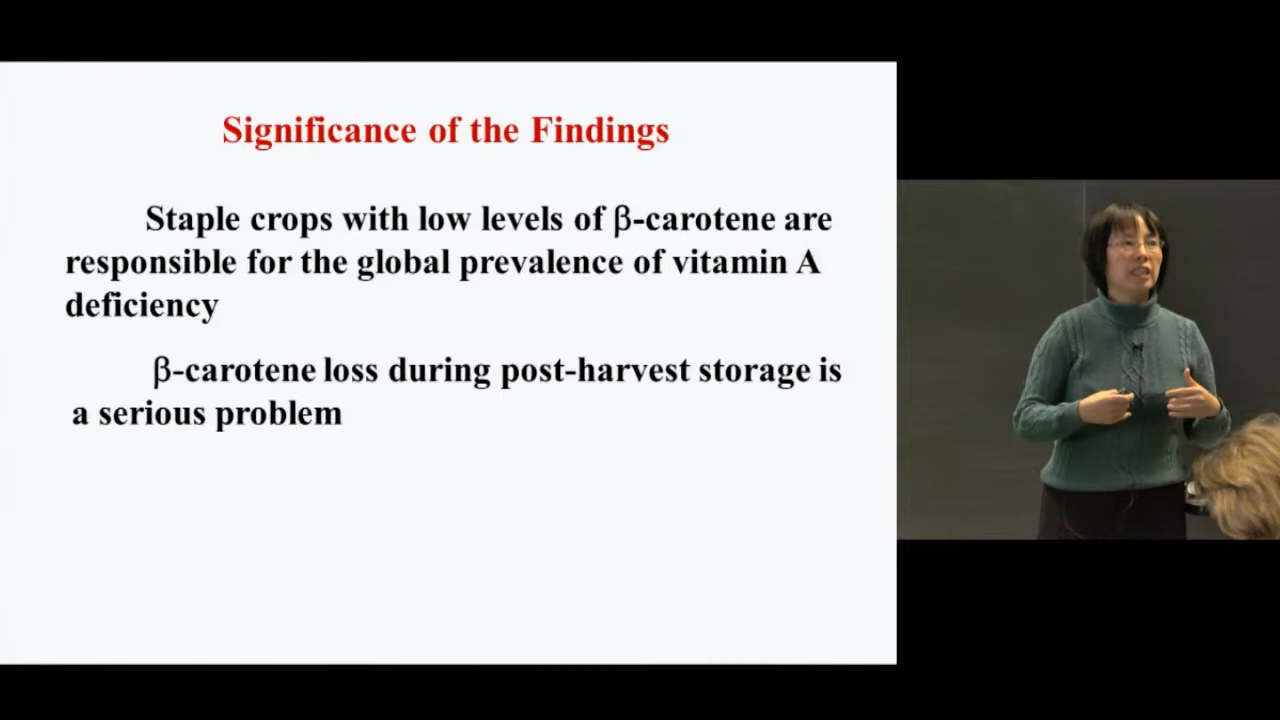 Significance of the Findings
Staple crops with low levels of β-carotene are
responsible for the global prevalence of vitamin A
deficiency
β-carotene loss during post-harvest storage is
a serious problem